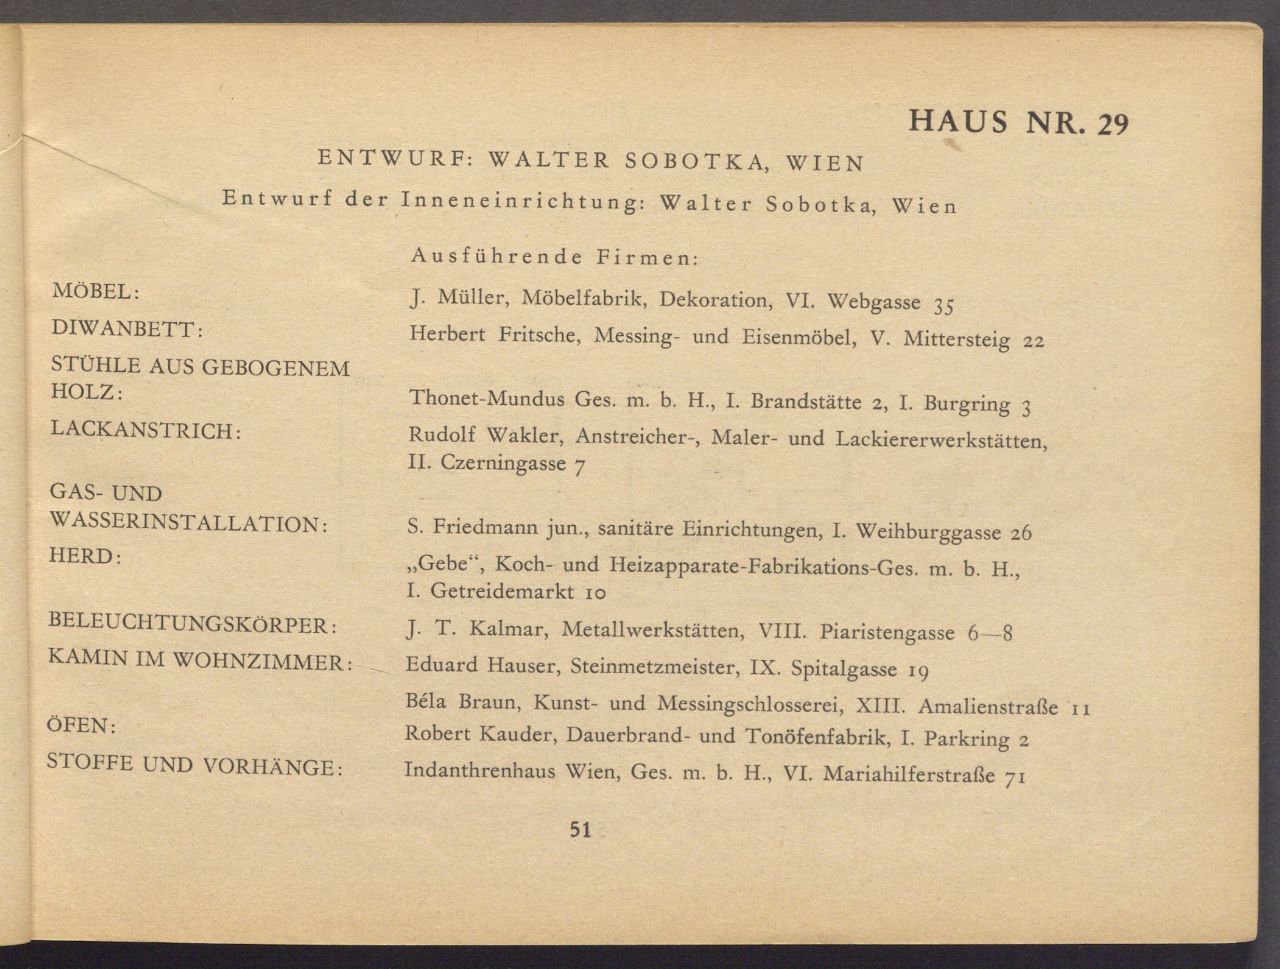 HAUS NR. 29
ENTWURF: WALTER SOBOTKA, WIEN
Entwurf der Inneneinrichtung: Walter Sobotka, Wien
Ausführende Firmen:
MÖBEL: J. Müller, Möbelfabrik, Dekoration, VI. Webgasse 35
DIWANBETT: Herbert Fritsche, Messing- und Eisenmöbel, V. Mittersteig 22
STÜHLE AUS GEBOGENEM
HOLZ: Thonet-Mundus Ges. m. b. H., I. Brandstätte 2, I. Burgring 3
LACKANSTRICH: Rudolf Wakler, Anstreicher-, Maler- und Lackiererwerkstätten,
II. Czerningasse 7
GAS- UND
WASSERINSTALLATION: S. Friedmann jun., sanitäre Einrichtungen, I. Weihburggasse 26
HERD: „Gebe“, Koch- und Heizapparate-Fabrikations-Ges. m. b. H.,
I. Getreidemarkt 10
BELEUCHTUNGSKÖRPER: J. T. Kalmar, Metallwerkstätten, VIII. Piaristengasse 6—8
KAMIN IM WOHNZIMMER: Eduard Hauser, Steinmetzmeister, IX. Spitalgasse 19
Béla Braun, Kunst- und Messingschlosserei, XIII. Amalienstraße 11
ÖFEN: Robert Kauder, Dauerbrand- und Tonöfenfabrik, I. Parkring 2
STOFFE UND VORHÄNGE: Indanthrenhaus Wien, Ges. m. b. H., VI. Mariahilferstraße 71
51